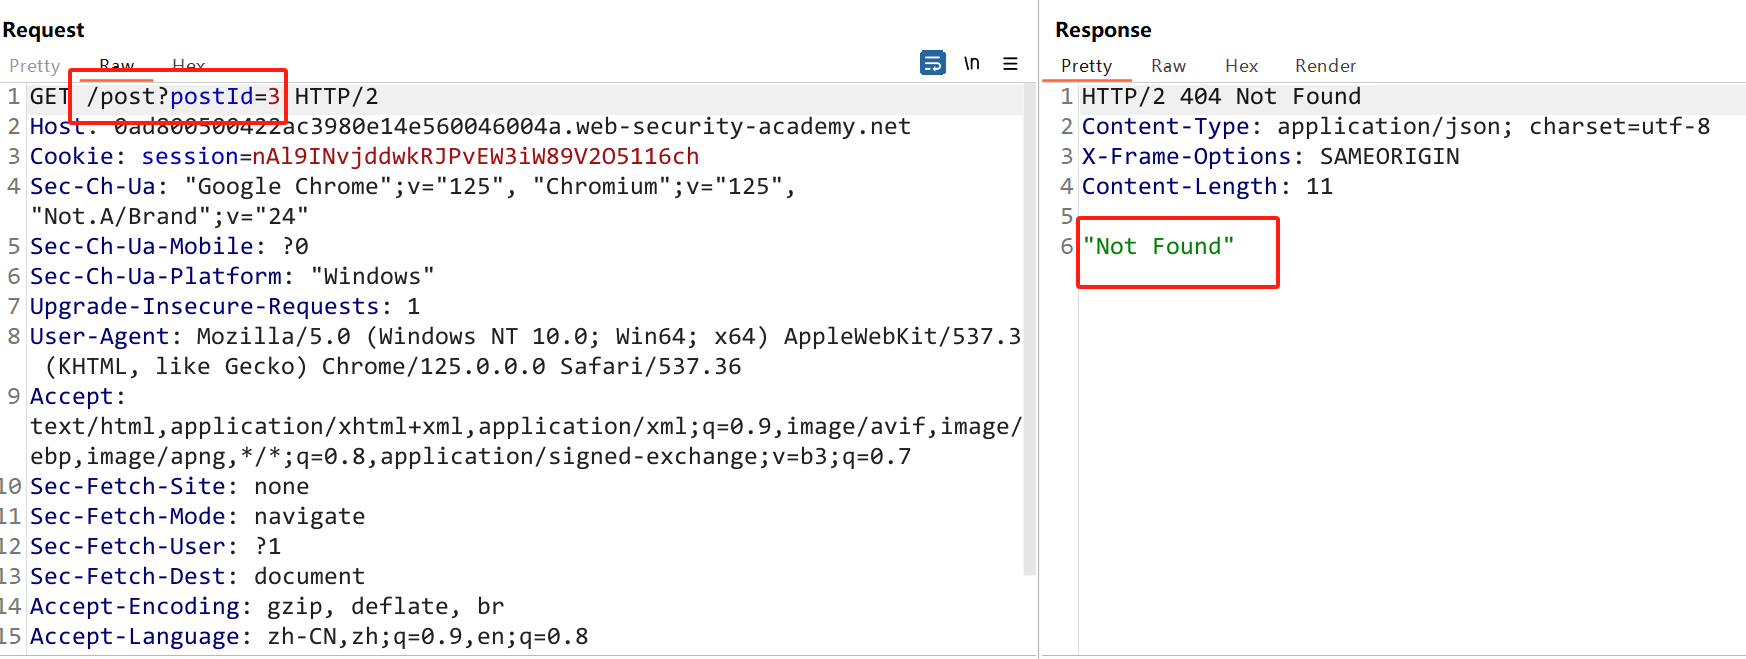 Request
Pretty Raw Hex \n
1 GET /post?postId=3 HTTP/2
2 Host: 0ad800500422ac3980e14e560046004a.web-security-academy.net
3 Cookie: session=nAl9INvjddwkRJPvEW3iW89V2O5116ch
4 Sec-Ch-Ua: "Google Chrome";v="125", "Chromium";v="125",
"Not.A/Brand";v="24"
5 Sec-Ch-Ua-Mobile: ?0
6 Sec-Ch-Ua-Platform: "Windows"
7 Upgrade-Insecure-Requests: 1
8 User-Agent: Mozilla/5.0 (Windows NT 10.0; Win64; x64) AppleWebKit/537.3
(KHTML, like Gecko) Chrome/125.0.0.0 Safari/537.36
9 Accept:
text/html,application/xhtml+xml,application/xml;q=0.9,image/avif,image/
ebp,image/apng,*/*;q=0.8,application/signed-exchange;v=b3;q=0.7
10 Sec-Fetch-Site: none
11 Sec-Fetch-Mode: navigate
12 Sec-Fetch-User: ?1
13 Sec-Fetch-Dest: document
14 Accept-Encoding: gzip, deflate, br
15 Accept-Language: zh-CN,zh;q=0.9,en;q=0.8
Response
Pretty Raw Hex Render
1 HTTP/2 404 Not Found
2 Content-Type: application/json; charset=utf-8
3 X-Frame-Options: SAMEORIGIN
4 Content-Length: 11
5
6 "Not Found"